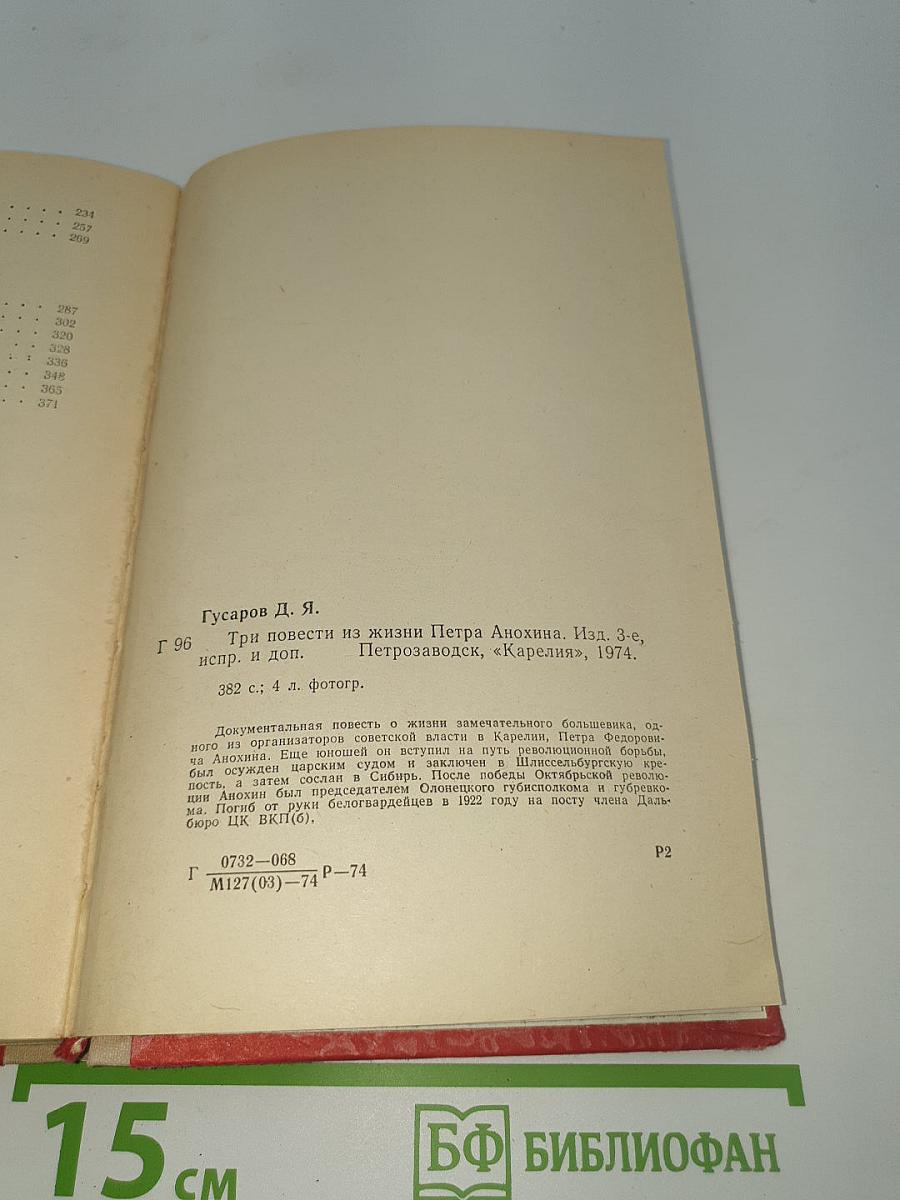 234
257
269
287
302
320
328
336
348
365
371
Гусаров Д. Я.
Г 96 Три повести из жизни Петра Анохина. Изд. 3-е,
испр. и доп. Петрозаводск, «Карелия», 1974.
382 с.; 4 л. фотогр.
Документальная повесть о жизни замечательного большевика, од-
ного из организаторов советской власти в Карелии, Петра Федорови-
ча Анохина. Еще юношей он вступил на путь революционной борьбы,
был осужден царским судом и заключен в Шлиссельбургскую кре-
пость, а затем сослан в Сибирь. После победы Октябрьской револю-
ции Анохин был председателем Олонецкого губисполкома и губревко-
ма. Погиб от руки белогвардейцев в 1922 году на посту члена Даль-
бюро ЦК ВКП(б).
Г 0732—068
М127(03)—74 Р—74
Р2
15 см
БФ БИБЛИОФАН